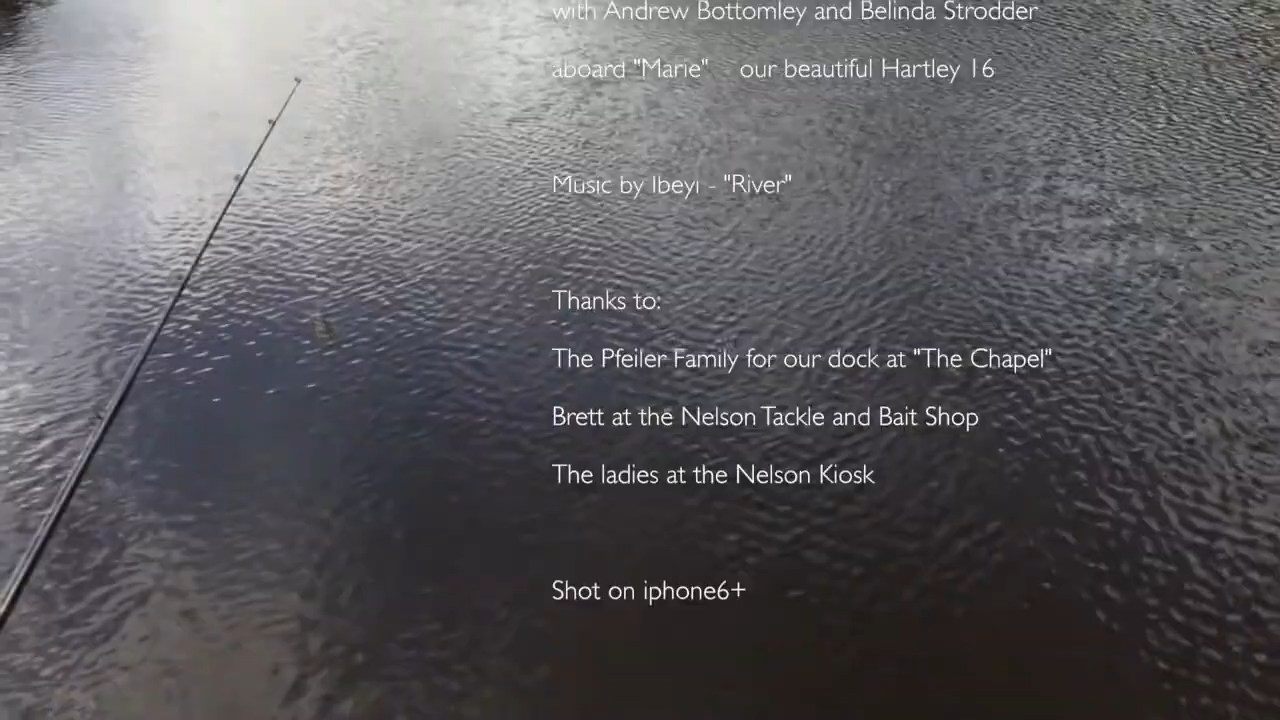 with Andrew Bottomley and Belinda Strodder
aboard "Marie" our beautiful Hartley 16
Music by Ibeyi - "River"
Thanks to:
The Pfeiler Family for our dock at "The Chapel"
Brett at the Nelson Tackle and Bait Shop
The ladies at the Nelson Kiosk
Shot on iphone6+